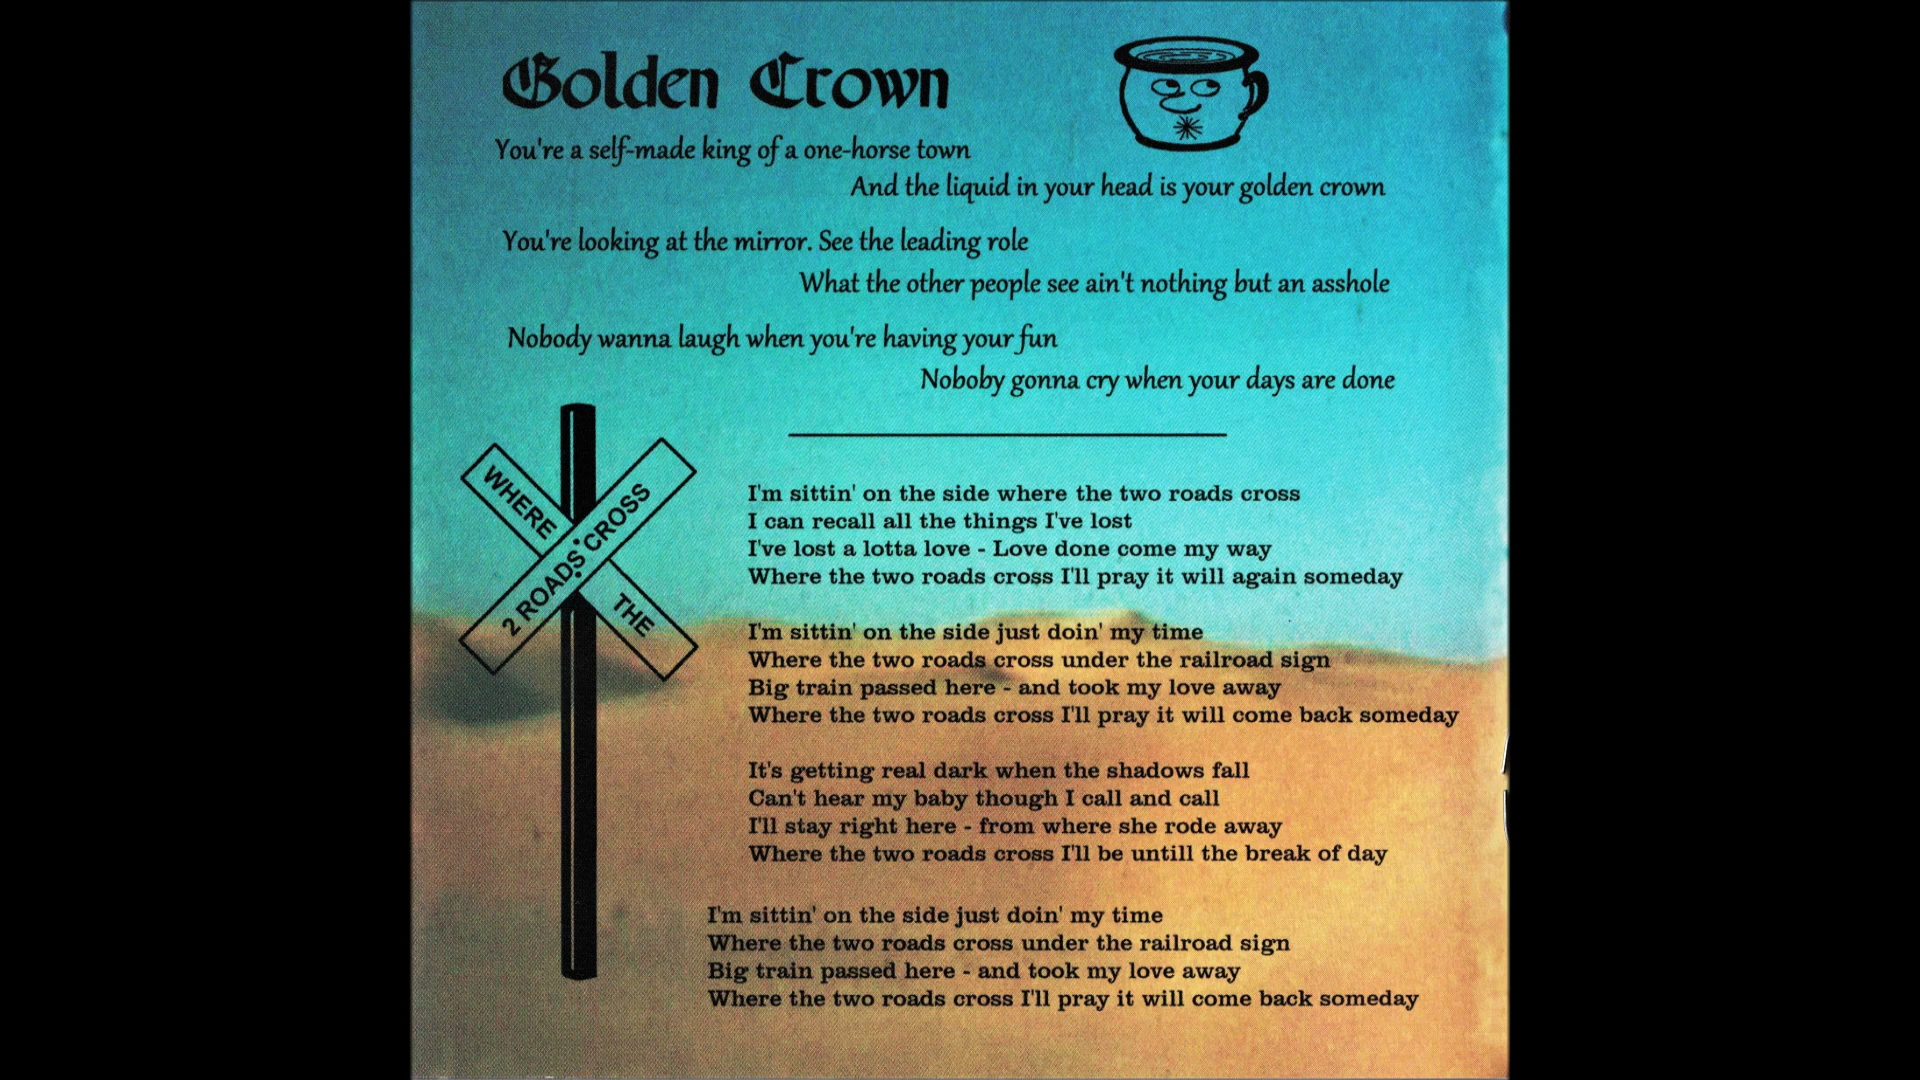 Golden Crown
You're a self-made king of a one-horse town
And the liquid in your head is your golden crown
You're looking at the mirror. See the leading role
What the other people see ain't nothing but an asshole
Nobody wanna laugh when you're having your fun
Noboby gonna cry when your days are done
WHERE
THE
2 ROADS CROSS
I'm sittin' on the side where the two roads cross
I can recall all the things I've lost
I've lost a lotta love - Love done come my way
Where the two roads cross I'll pray it will again someday
I'm sittin' on the side just doin' my time
Where the two roads cross under the railroad sign
Big train passed here - and took my love away
Where the two roads cross I'll pray it will come back someday
It's getting real dark when the shadows fall
Can't hear my baby though I call and call
I'll stay right here - from where she rode away
Where the two roads cross I'll be untill the break of day
I'm sittin' on the side just doin' my time
Where the two roads cross under the railroad sign
Big train passed here - and took my love away
Where the two roads cross I'll pray it will come back someday